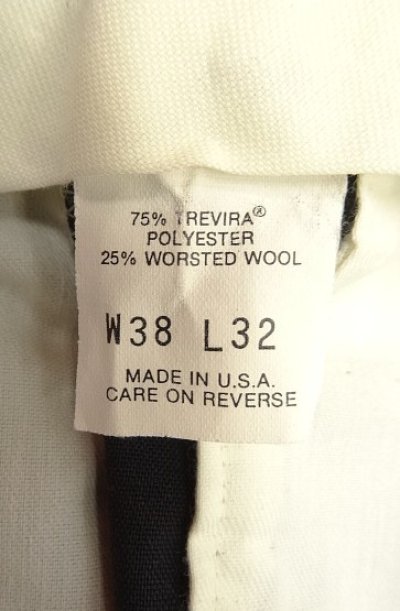 75% TREVIRA®
POLYESTER
25% WORSTED WOOL
W38 L32
MADE IN U.S.A.
CARE ON REVERSE